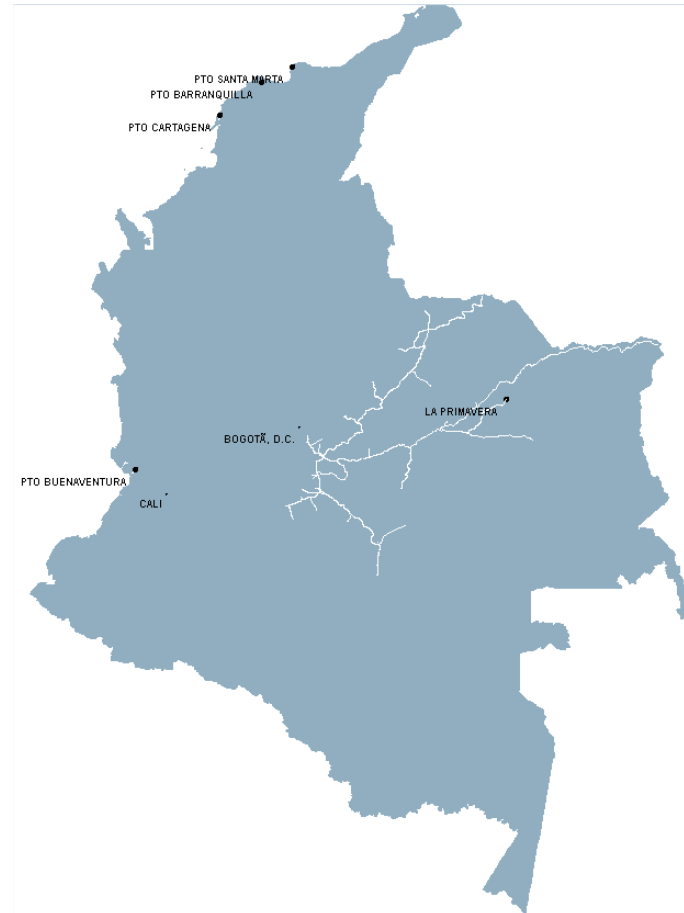 PTO SANTA MARTA
PTO BARRANQUILLA
PTO CARTAGENA
LA PRIMAVERA
BOGOTÃ, D.C.
PTO BUENAVENTURA
CALI